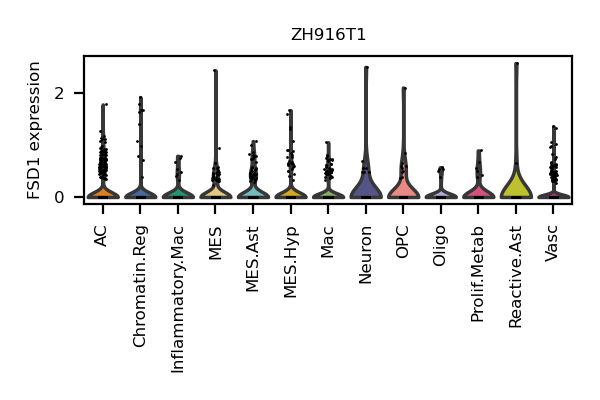 ZH916T1
FSD1 expression
2
0
AC
Chromatin.Reg
Inflammatory.Mac
MES
MES.Ast
MES.Hyp
Mac
Neuron
OPC
Oligo
Prolif.Metab
Reactive.Ast
Vasc